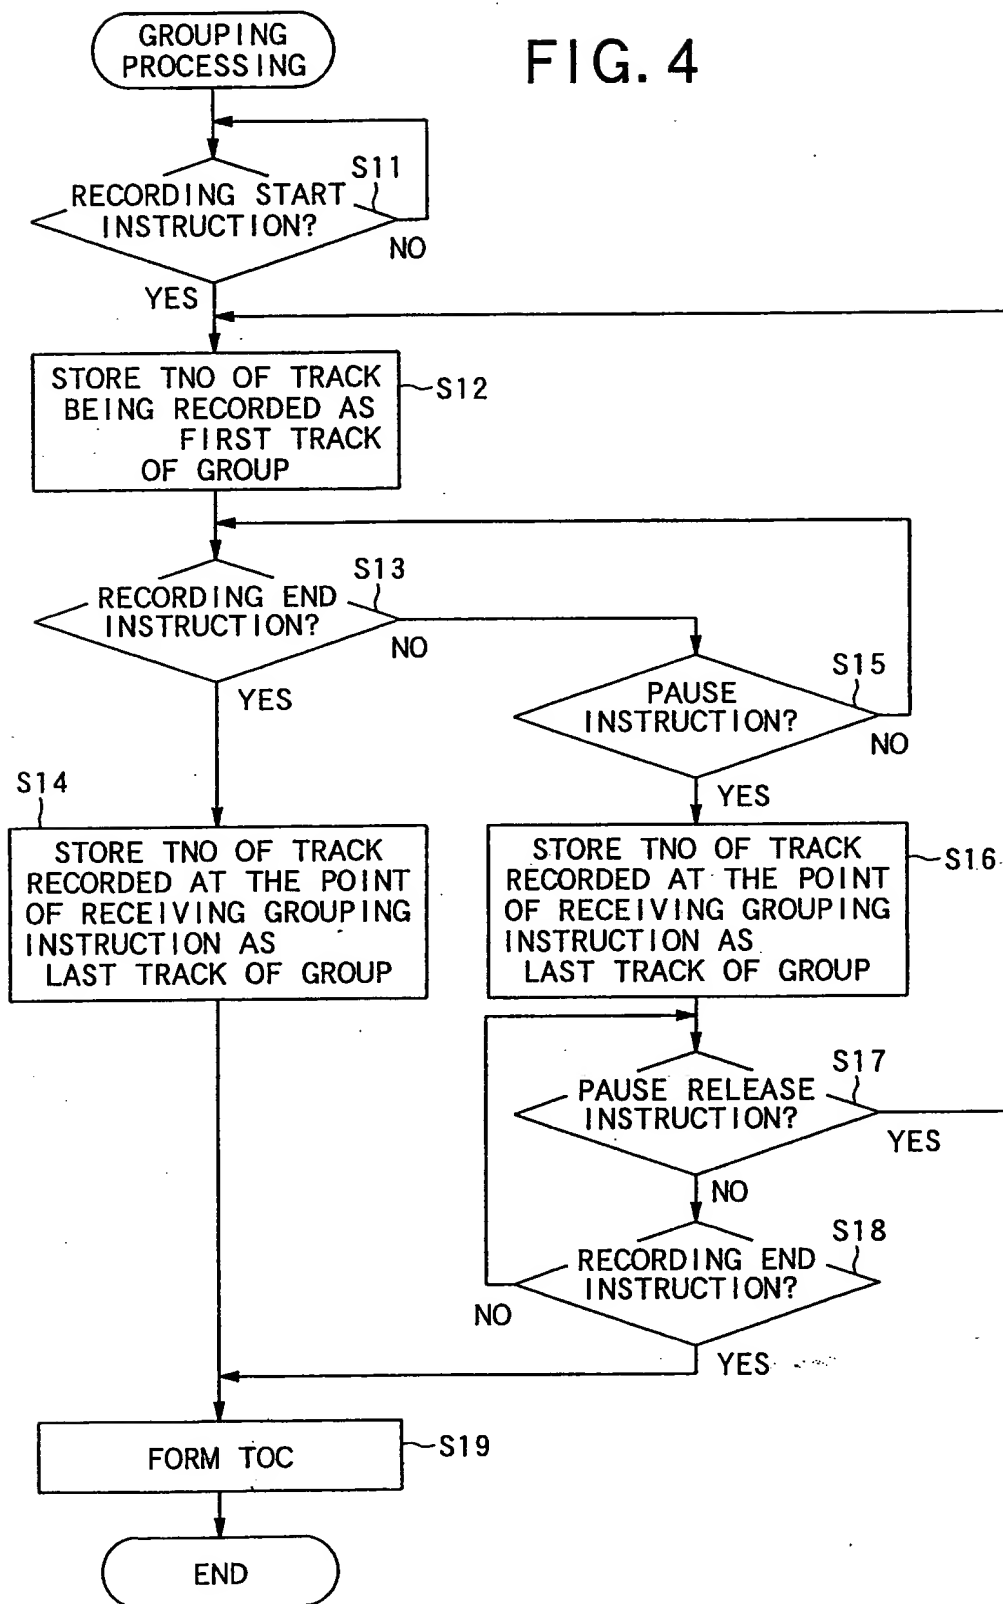 GROUPING
PROCESSING
FIG. 4
S11
RECORDING START
INSTRUCTION?
NO
YES
STORE TNO OF TRACK
BEING RECORDED AS
FIRST TRACK
OF GROUP
S12
S13
RECORDING END
INSTRUCTION?
NO
YES
S15
PAUSE
INSTRUCTION?
NO
YES
S14
STORE TNO OF TRACK
RECORDED AT THE POINT
OF RECEIVING GROUPING
INSTRUCTION AS
LAST TRACK OF GROUP
STORE TNO OF TRACK
RECORDED AT THE POINT
OF RECEIVING GROUPING
INSTRUCTION AS
LAST TRACK OF GROUP
S16
S17
PAUSE RELEASE
INSTRUCTION?
YES
NO
S18
RECORDING END
INSTRUCTION?
NO
YES
FORM TOC
S19
END